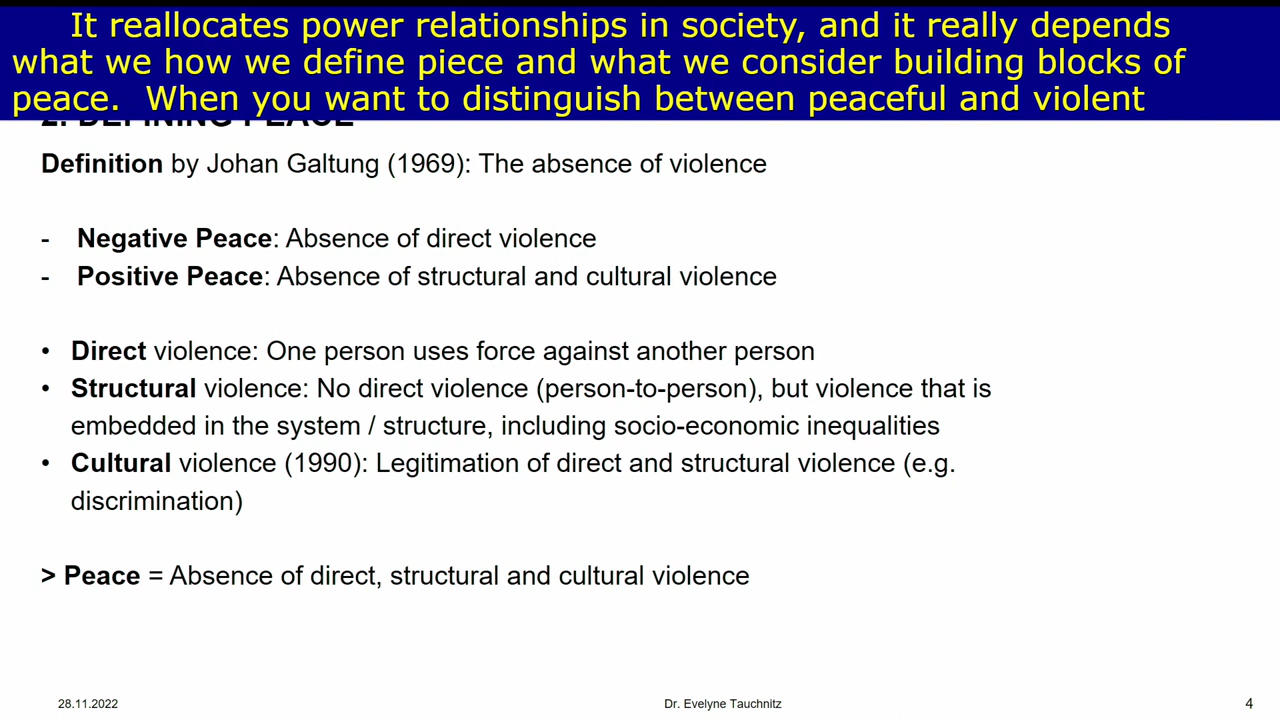 It reallocates power relationships in society, and it really depends
what we how we define piece and what we consider building blocks of
peace.  When you want to distinguish between peaceful and violent
2. DEFINING PEACE
Definition by Johan Galtung (1969): The absence of violence
- Negative Peace: Absence of direct violence
- Positive Peace: Absence of structural and cultural violence
• Direct violence: One person uses force against another person
• Structural violence: No direct violence (person-to-person), but violence that is
embedded in the system / structure, including socio-economic inequalities
• Cultural violence (1990): Legitimation of direct and structural violence (e.g.
discrimination)
> Peace = Absence of direct, structural and cultural violence
28.11.2022
Dr. Evelyne Tauchnitz
4